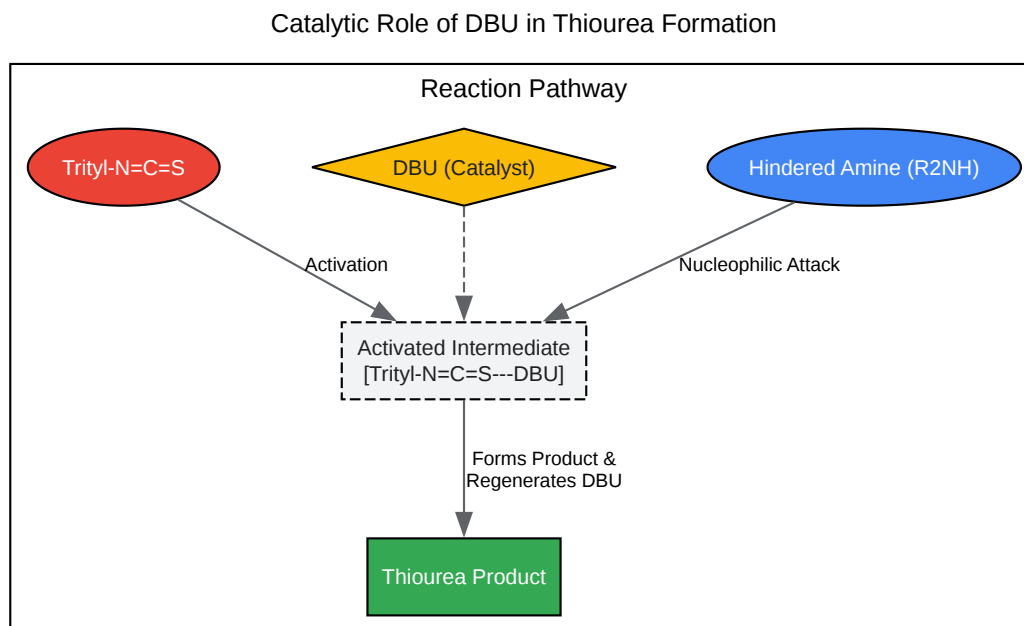 Catalytic Role of DBU in Thiourea Formation
Reaction Pathway
Trityl-N=C=S
DBU (Catalyst)
Hindered Amine (R2NH)
Activation
Nucleophilic Attack
Activated Intermediate
[Trityl-N=C=S---DBU]
Forms Product &
Regenerates DBU
Thiourea Product